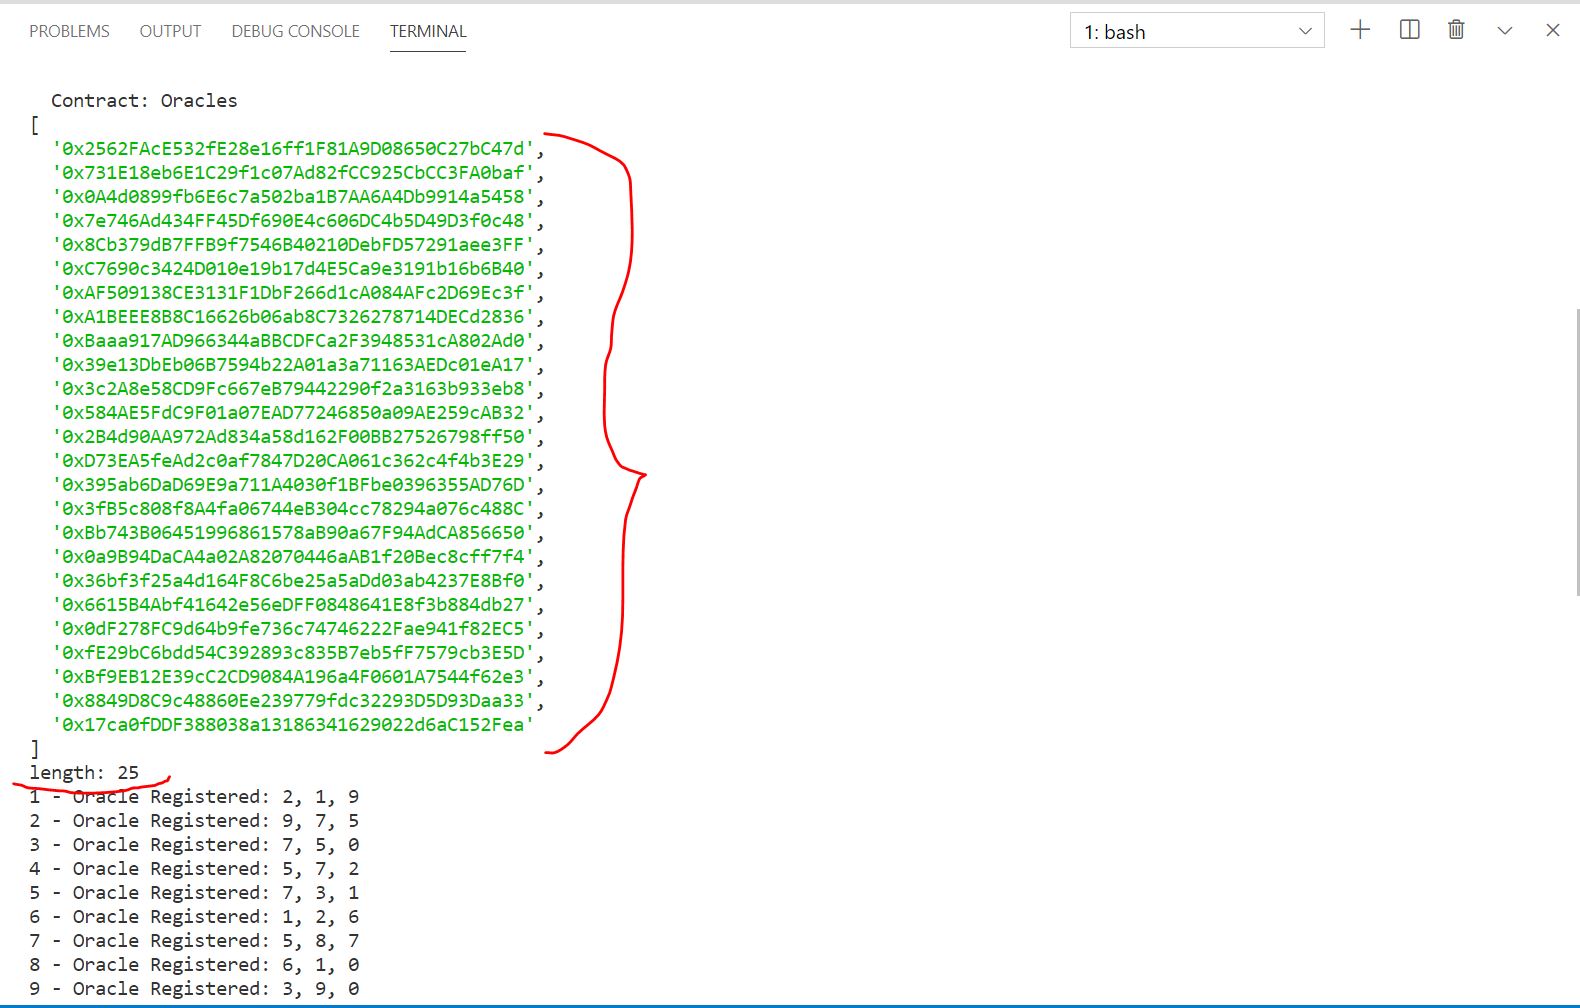 PROBLEMS OUTPUT DEBUG CONSOLE TERMINAL 1: bash
Contract: Oracles
[
'0x2562FAcE532fE28e16ff1F81A9D08650C27bC47d',
'0x731E18eb6E1C29f1c07Ad82fCC925CbCC3FA0baf',
'0x0A4d0899fb6E6c7a502ba1B7AA6A4Db9914a5458',
'0x7e746Ad434FF45Df690E4c606DC4b5D49D3f0c48',
'0x8Cb379dB7FFB9f7546B40210DebFD57291aee3FF',
'0xC7690c3424D010e19b17d4E5Ca9e3191b16b6B40',
'0xAF509138CE3131F1DbF266d1cA084AFc2D69Ec3f',
'0xA1BEEE8B8C16626b06ab8C7326278714DECd2836',
'0xBaaa917AD966344aBBCDFCa2F3948531cA802Ad0',
'0x39e13DbEb06B7594b22A01a3a71163AEDc01eA17',
'0x3c2A8e58CD9Fc667eB79442290f2a3163b933eb8',
'0x584AE5FdC9F01a07EAD77246850a09AE259cAB32',
'0x2B4d90AA972Ad834a58d162F00BB27526798ff50',
'0xD73EA5feAd2c0af7847D20CA061c362c4f4b3E29',
'0x395ab6DaD69E9a711A4030f1BFbe0396355AD76D',
'0x3fB5c808f8A4fa06744eB304cc78294a076c488C',
'0xBb743B06451996861578aB90a67F94AdCA856650',
'0x0a9B94DaCA4a02A82070446aAB1f20Bec8cff7f4',
'0x36bf3f25a4d164F8C6be25a5aDd03ab4237E8Bf0',
'0x6615B4Abf41642e56eDFF0848641E8f3b884db27',
'0x0dF278FC9d64b9fe736c74746222Fae941f82EC5',
'0xfE29bC6bdd54C392893c835B7eb5fF7579cb3E5D',
'0xBf9EB12E39cC2CD9084A196a4F0601A7544f62e3',
'0x8849D8C9c48860Ee239779fdc32293D5D93Daa33',
'0x17ca0fDDF388038a13186341629022d6aC152Fea'
]
length: 25
1 - Oracle Registered: 2, 1, 9
2 - Oracle Registered: 9, 7, 5
3 - Oracle Registered: 7, 5, 0
4 - Oracle Registered: 5, 7, 2
5 - Oracle Registered: 7, 3, 1
6 - Oracle Registered: 1, 2, 6
7 - Oracle Registered: 5, 8, 7
8 - Oracle Registered: 6, 1, 0
9 - Oracle Registered: 3, 9, 0